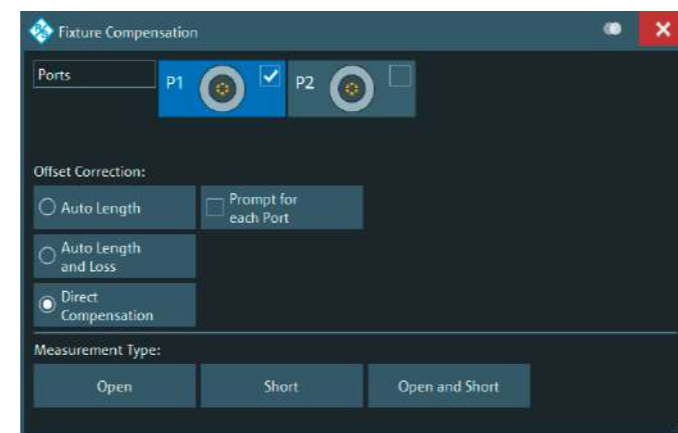 Fixture Compensation
Ports
P1
P2
Offset Correction:
Auto Length
Prompt for
each Port
Auto Length
and Loss
Direct
Compensation
Measurement Type:
Open
Short
Open and Short